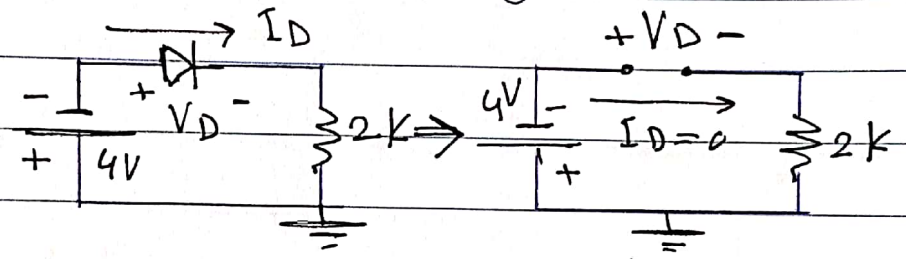 I_D
+ V_D -
-
+
4V
2K
⇒
+ V_D -
4V
-
+
I_D = 0
2K